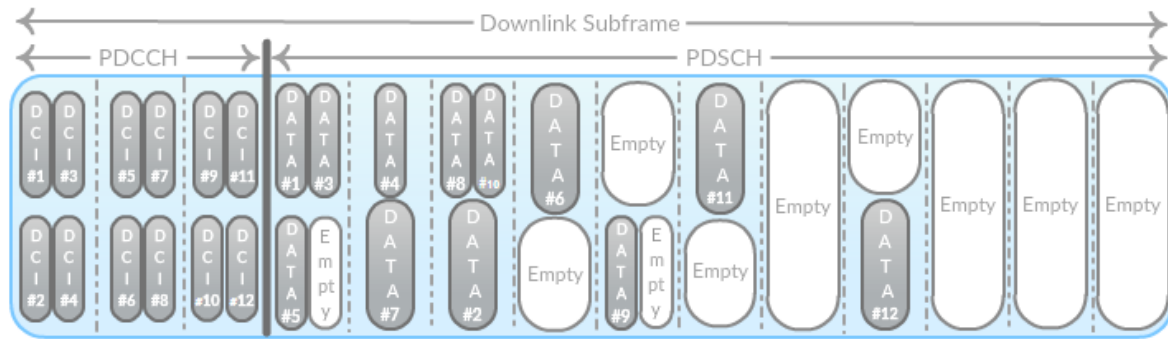 Downlink Subframe
PDCCH
PDSCH
DCI #1
DCI #3
DCI #5
DCI #7
DCI #9
DCI #11
DATA #1
DATA #3
DATA #4
DATA #8
DATA #10
DATA #6
Empty
DATA #11
Empty
Empty
Empty
Empty
Empty
DCI #2
DCI #4
DCI #6
DCI #8
DCI #10
DCI #12
DATA #5
Empty
DATA #7
DATA #2
Empty
DATA #9
Empty
Empty
DATA #12